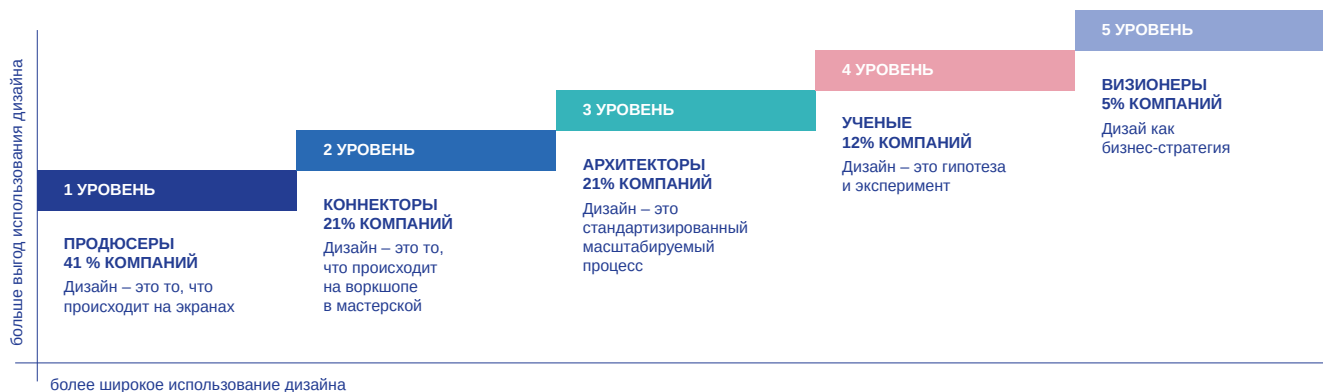 больше выгод использования дизайна
1 УРОВЕНЬ
ПРОДЮСЕРЫ
41 % КОМПАНИЙ
Дизайн – это то, что
происходит на экранах
2 УРОВЕНЬ
КОННЕКТОРЫ
21% КОМПАНИЙ
Дизайн – это то,
что происходит
на воркшопе
в мастерской
3 УРОВЕНЬ
АРХИТЕКТОРЫ
21% КОМПАНИЙ
Дизайн – это
стандартизированный
масштабируемый
процесс
4 УРОВЕНЬ
УЧЕНЫЕ
12% КОМПАНИЙ
Дизайн – это гипотеза
и эксперимент
5 УРОВЕНЬ
ВИЗИОНЕРЫ
5% КОМПАНИЙ
Дизай как
бизнес-стратегия
более широкое использование дизайна